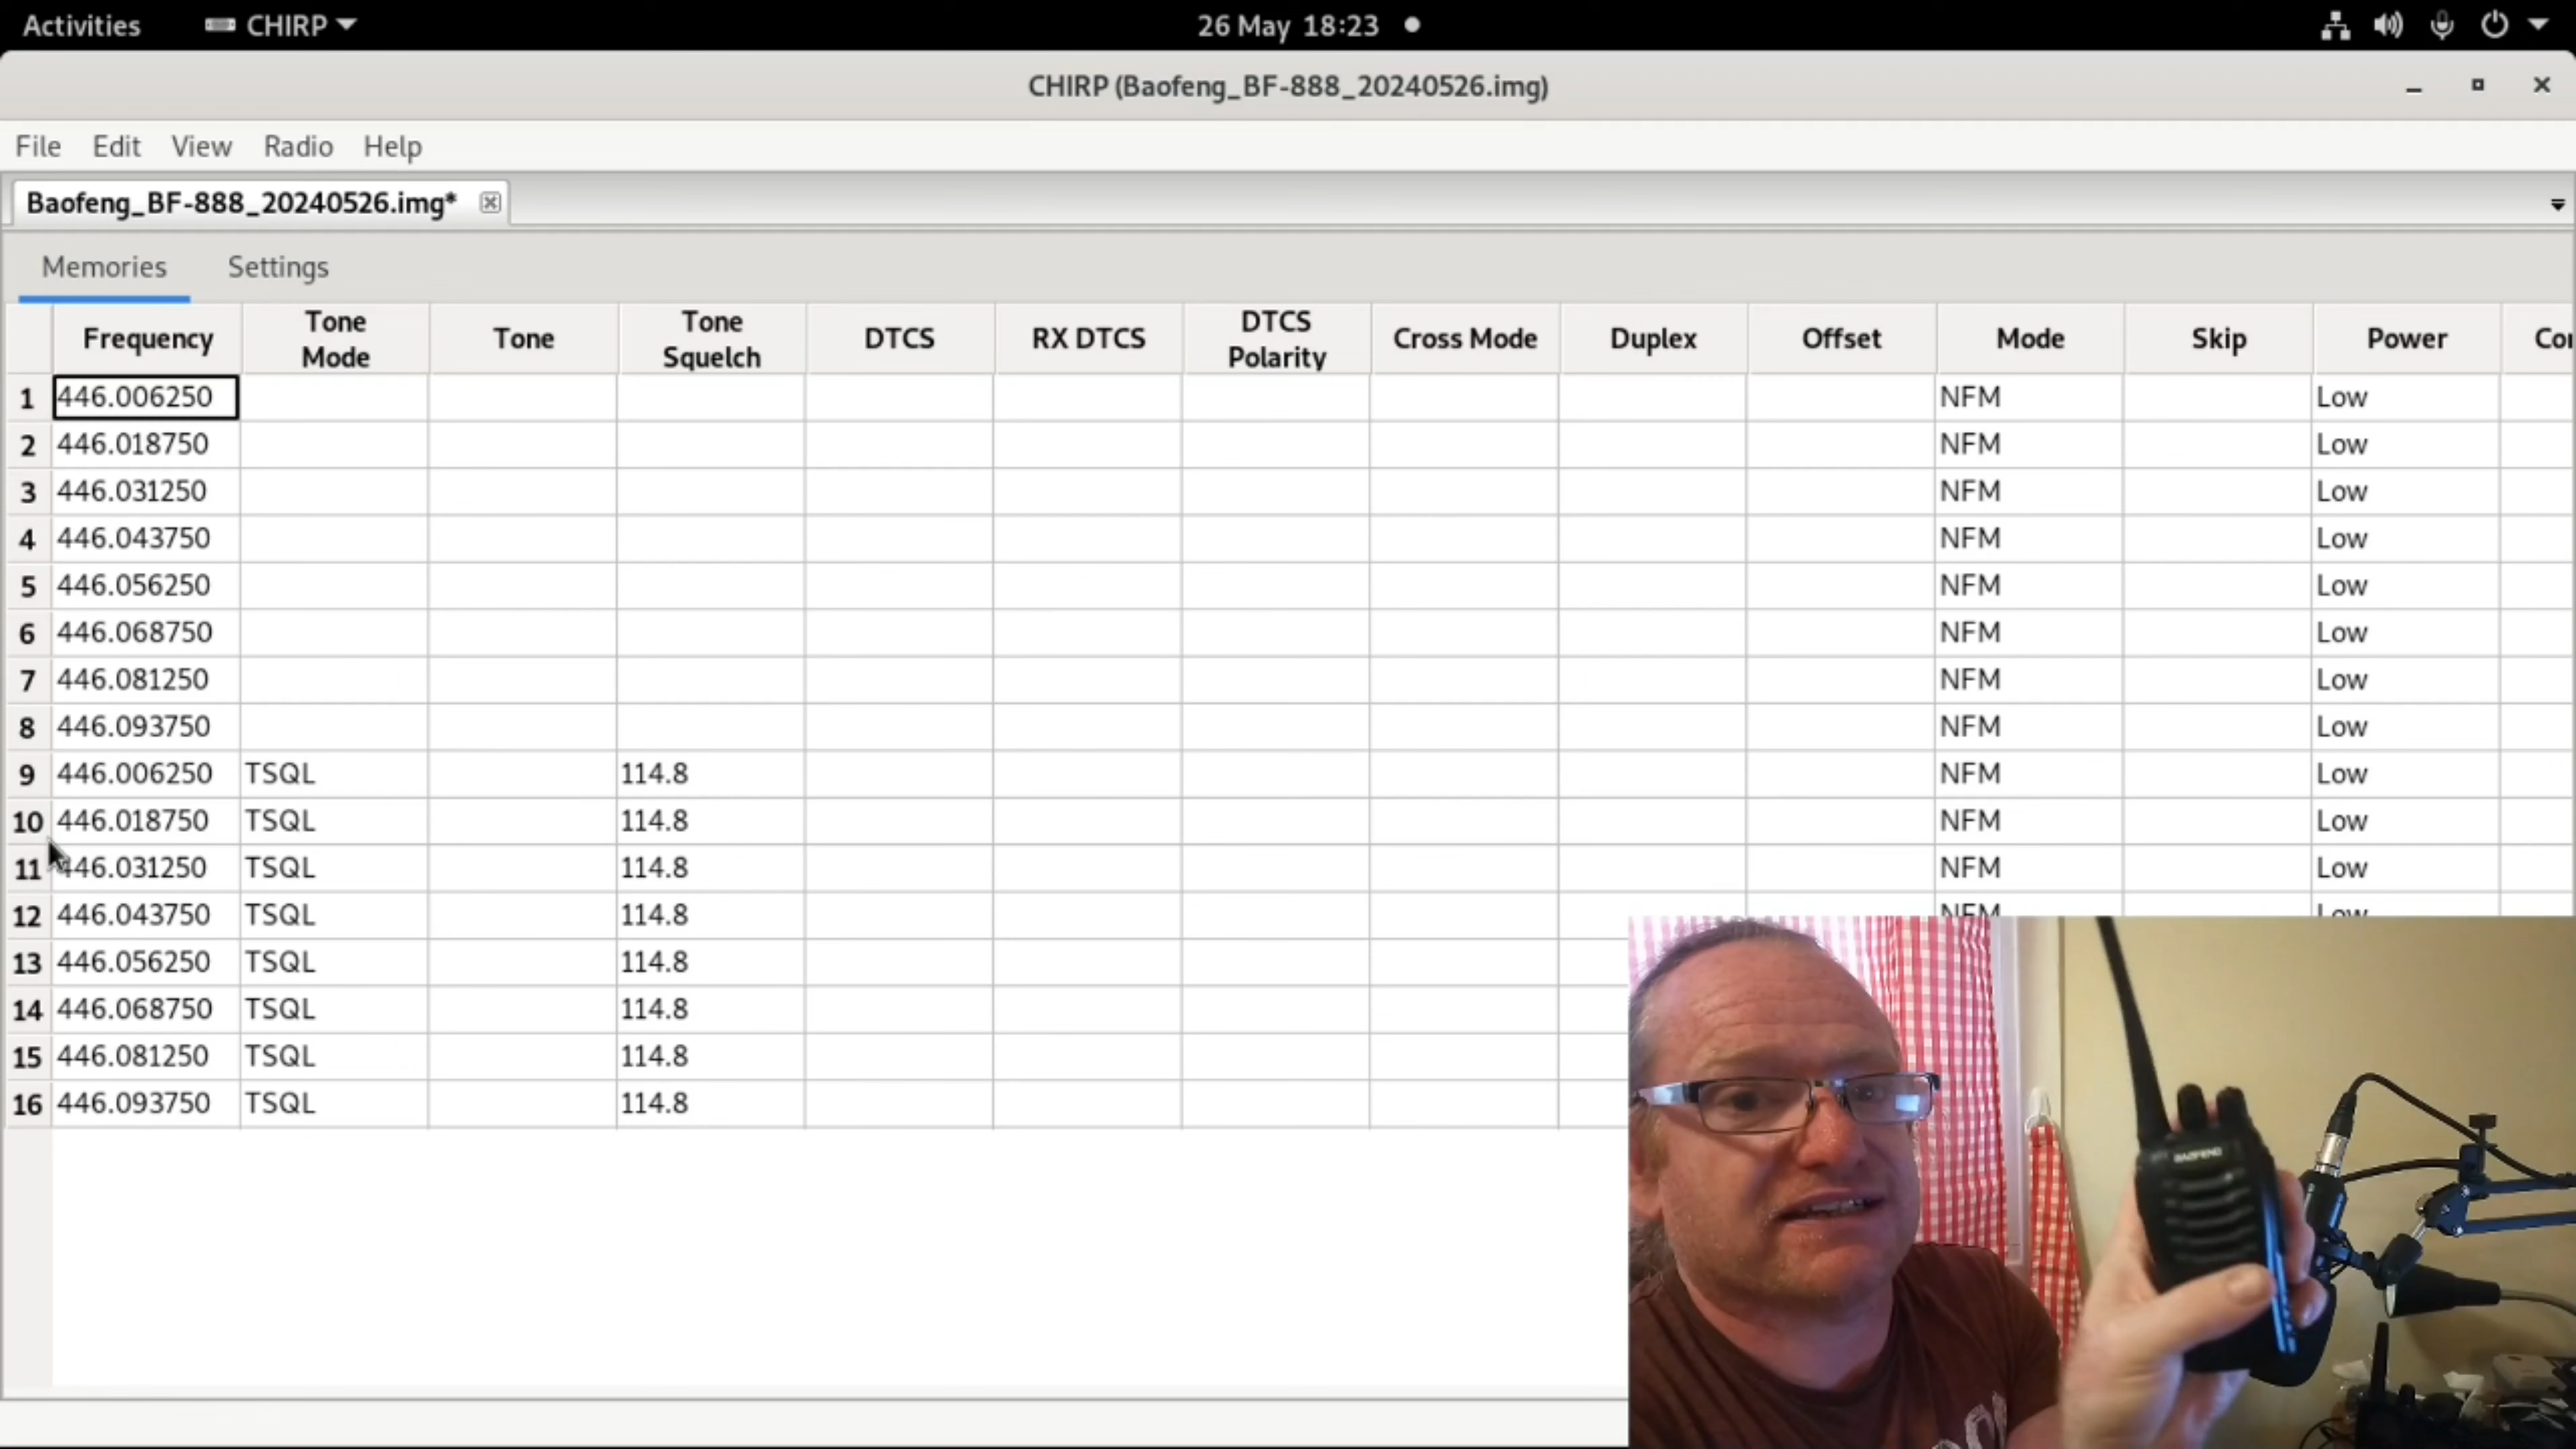 Activities CHIRP 26 May 18:23
CHIRP (Baofeng_BF-888_20240526.img)
File Edit View Radio Help
Baofeng_BF-888_20240526.img*
Memories Settings
Frequency Tone Mode Tone Tone Squelch DTCS RX DTCS DTCS Polarity Cross Mode Duplex Offset Mode Skip Power
1 446.006250 NFM Low
2 446.018750 NFM Low
3 446.031250 NFM Low
4 446.043750 NFM Low
5 446.056250 NFM Low
6 446.068750 NFM Low
7 446.081250 NFM Low
8 446.093750 NFM Low
9 446.006250 TSQL 114.8 NFM Low
10 446.018750 TSQL 114.8 NFM Low
11 446.031250 TSQL 114.8 NFM Low
12 446.043750 TSQL 114.8 NFM Low
13 446.056250 TSQL 114.8
14 446.068750 TSQL 114.8
15 446.081250 TSQL 114.8
16 446.093750 TSQL 114.8
BAOFENG